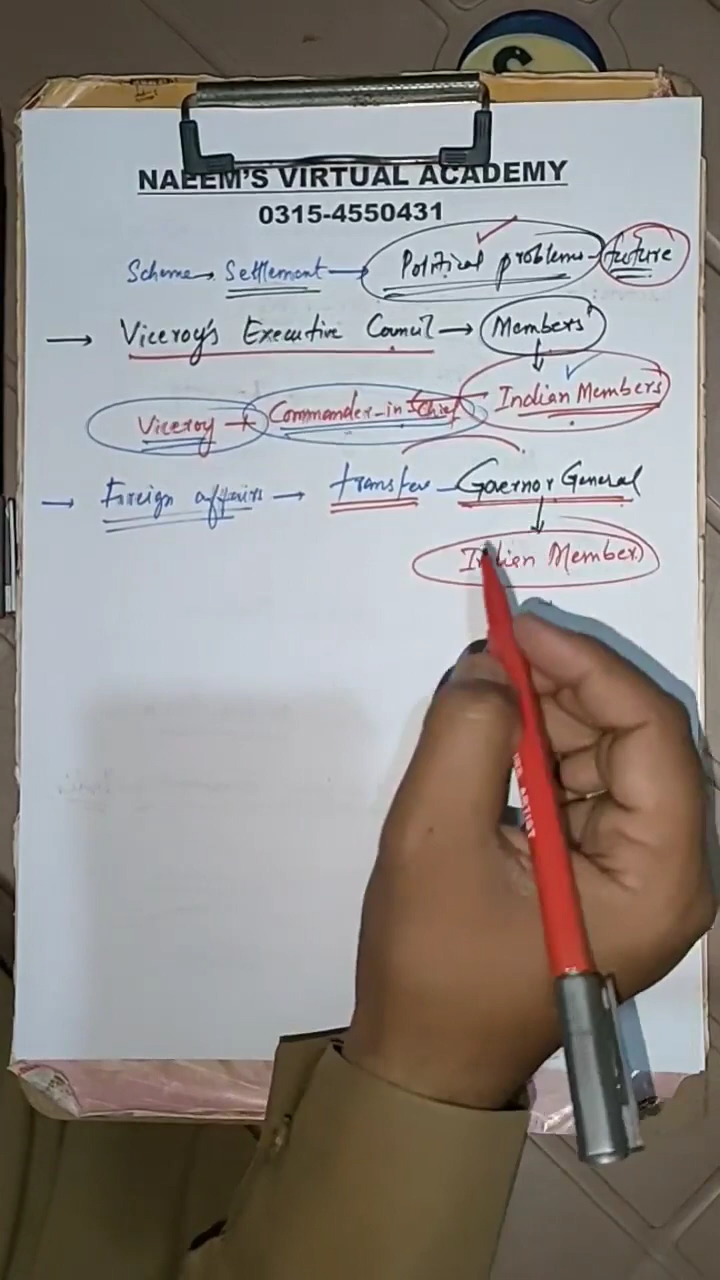 NAEEM'S VIRTUAL ACADEMY
0315-4550431
Scheme → Settlement → Political problems - future
→ Viceroy's Executive Council → Members
Viceroy + Commander-in Chief - Indian Members
→ Foreign affairs → transfer - Governor General
Indian Members